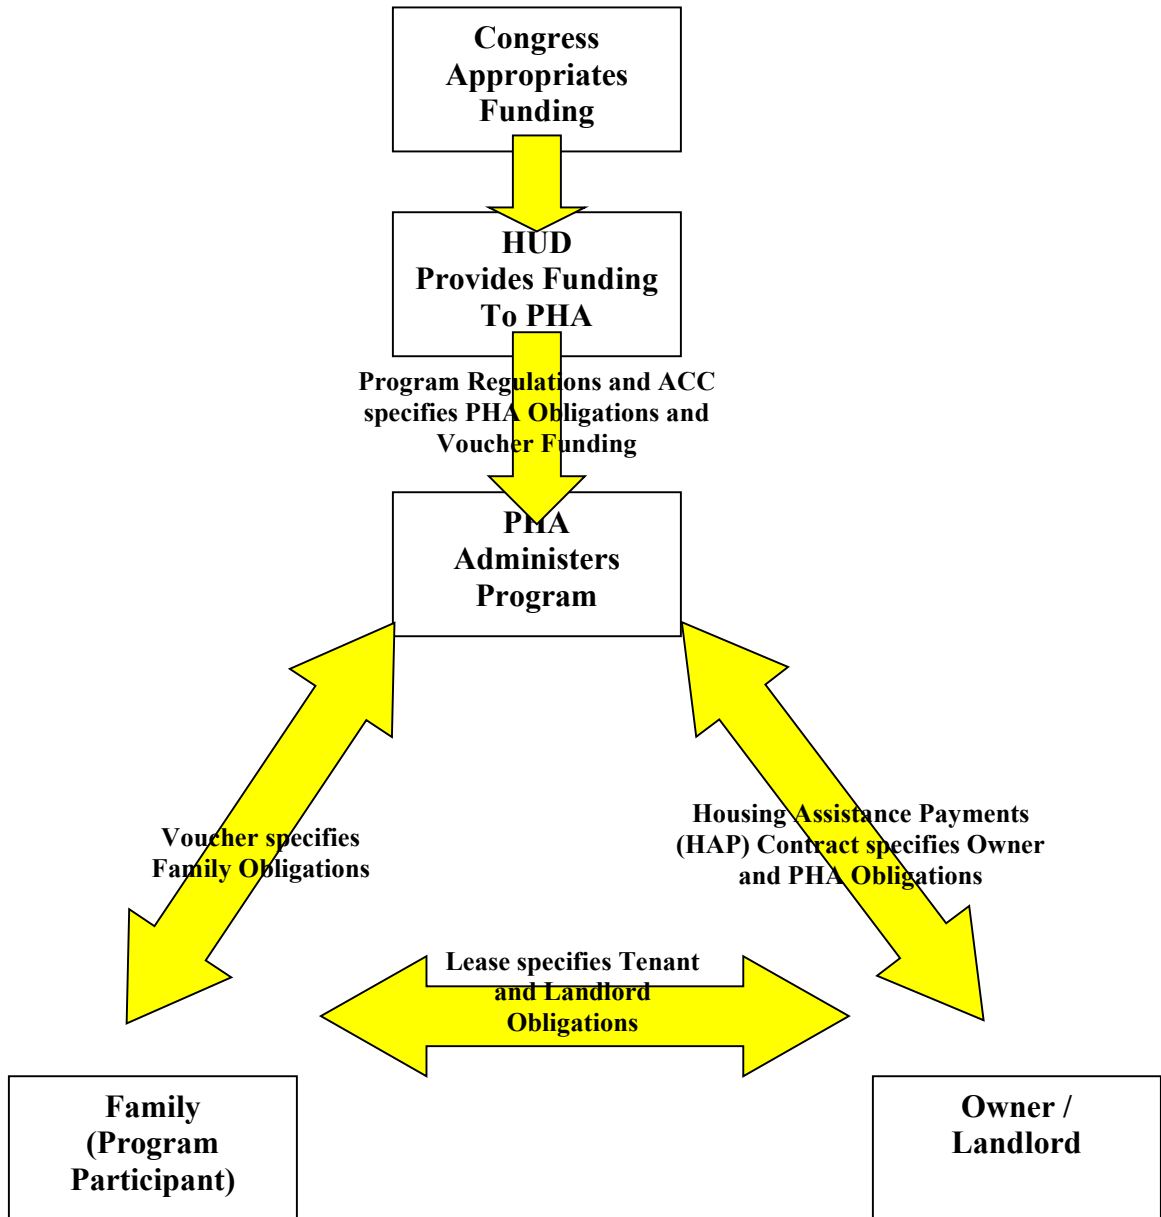 Congress
Appropriates
Funding
HUD
Provides Funding
To PHA
Program Regulations and ACC
specifies PHA Obligations and
Voucher Funding
PHA
Administers
Program
Voucher specifies
Family Obligations
Housing Assistance Payments
(HAP) Contract specifies Owner
and PHA Obligations
Lease specifies Tenant
and Landlord
Obligations
Family
(Program
Participant)
Owner /
Landlord